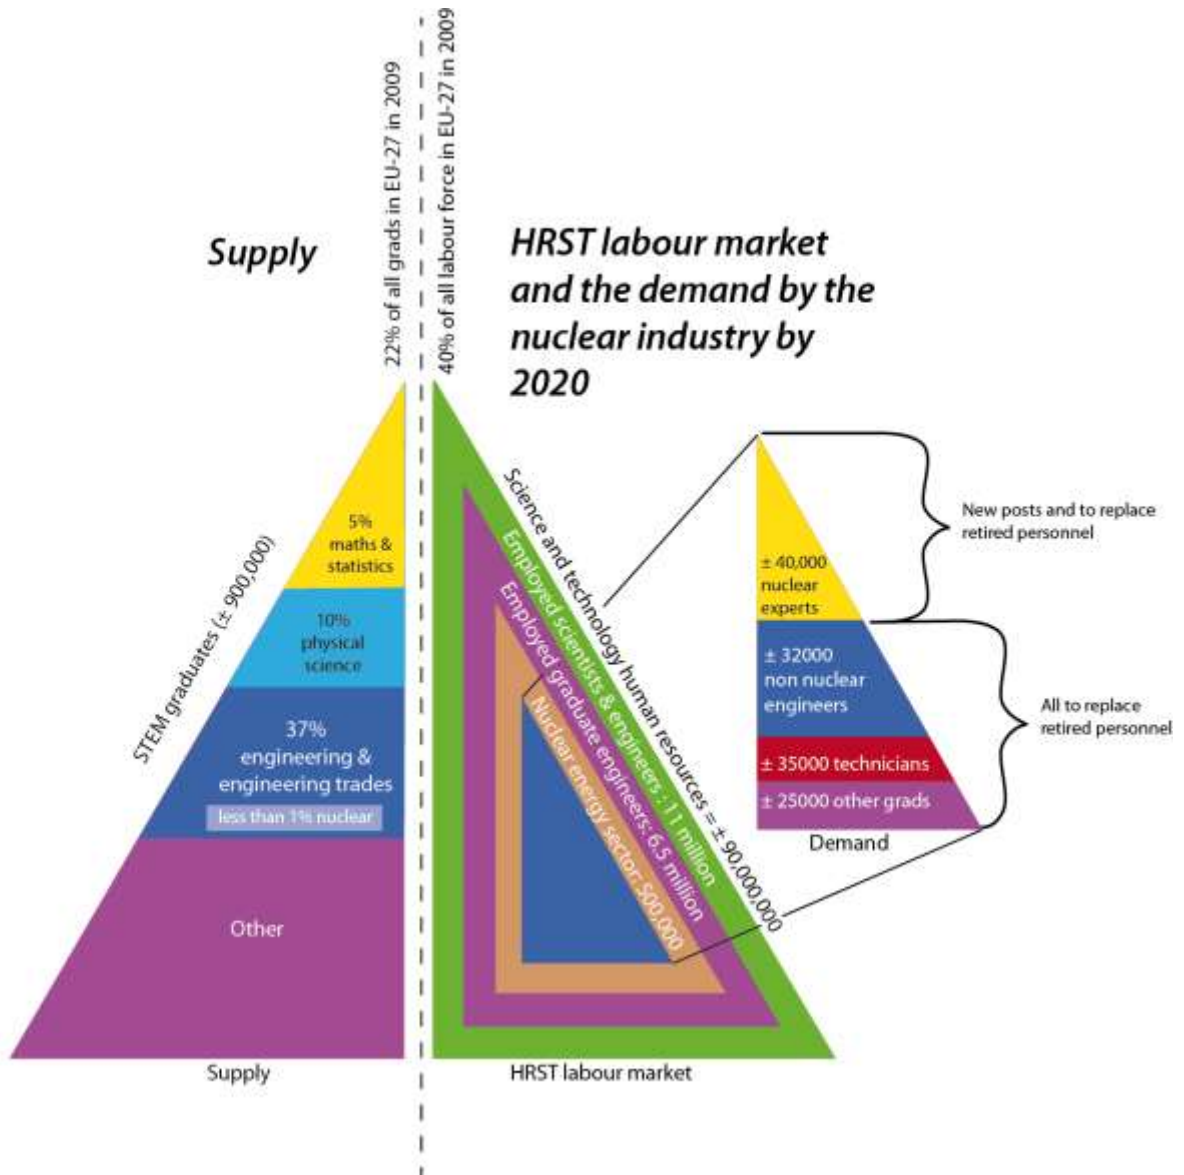 22% of all grads in EU-27 in 2009
40% of all labour force in EU-27 in 2009
Supply
HRST labour market
and the demand by the
nuclear industry by
2020
STEM graduates (± 900,000)
5%
maths &
statistics
10%
physical
science
37%
engineering &
engineering trades
less than 1% nuclear
Other
Supply
Science and technology human resources = ± 90,000,000
Employed scientists & engineers : 11 million
Employed graduate engineers: 6.5 million
Nuclear energy sector: 500,000
HRST labour market
± 40,000
nuclear
experts
± 32000
non nuclear
engineers
± 35000 technicians
± 25000 other grads
Demand
New posts and to replace
retired personnel
All to replace
retired personnel